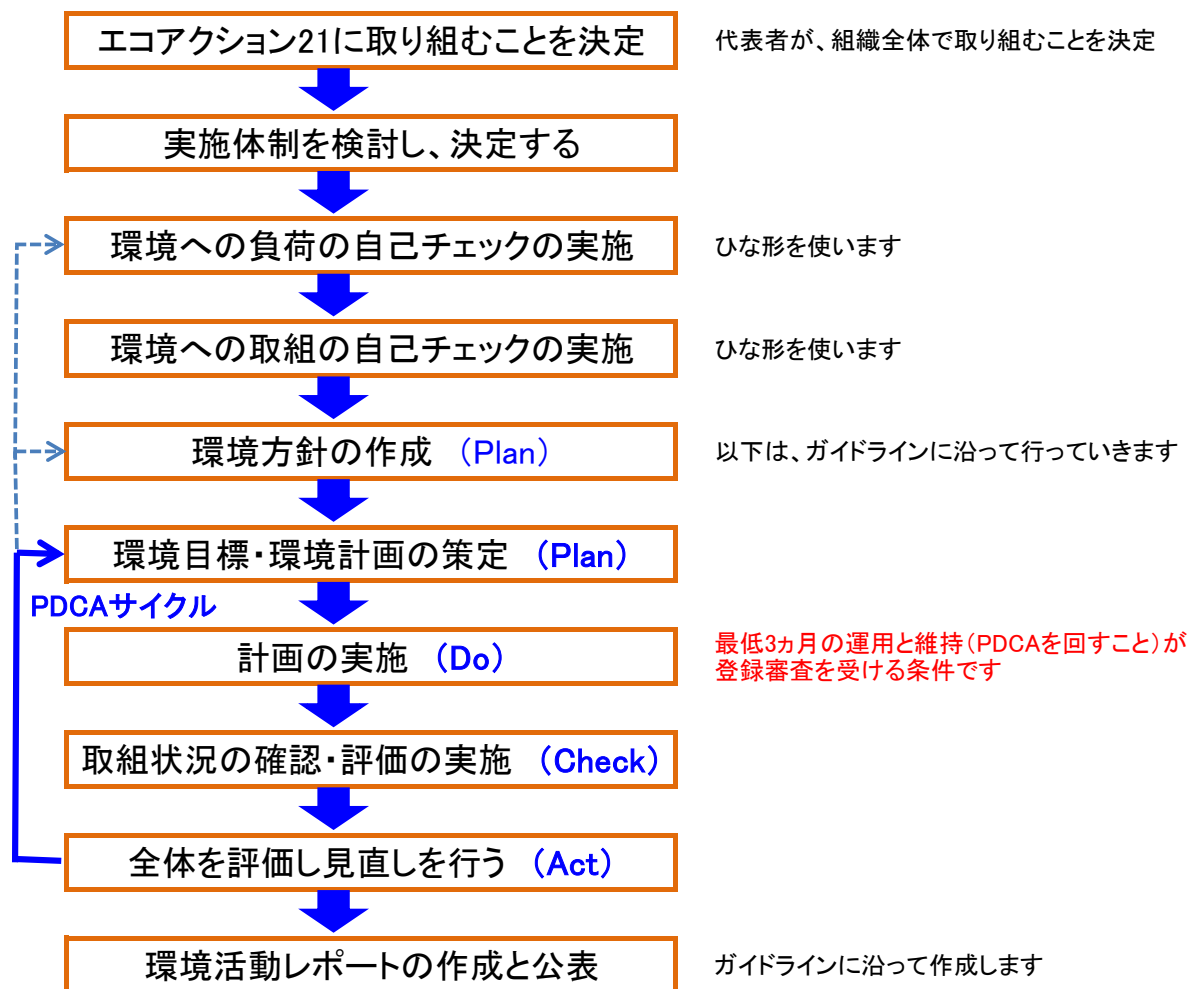 エコアクション21に取り組むことを決定
代表者が、組織全体で取り組むことを決定
実施体制を検討し、決定する
環境への負荷の自己チェックの実施
ひな形を使います
環境への取組の自己チェックの実施
ひな形を使います
環境方針の作成 （Plan）
以下は、ガイドラインに沿って行っていきます
環境目標・環境計画の策定 （Plan）
PDCAサイクル
計画の実施 （Do）
最低3ヵ月の運用と維持（PDCAを回すこと）が
登録審査を受ける条件です
取組状況の確認・評価の実施 （Check）
全体を評価し見直しを行う （Act）
環境活動レポートの作成と公表
ガイドラインに沿って作成します